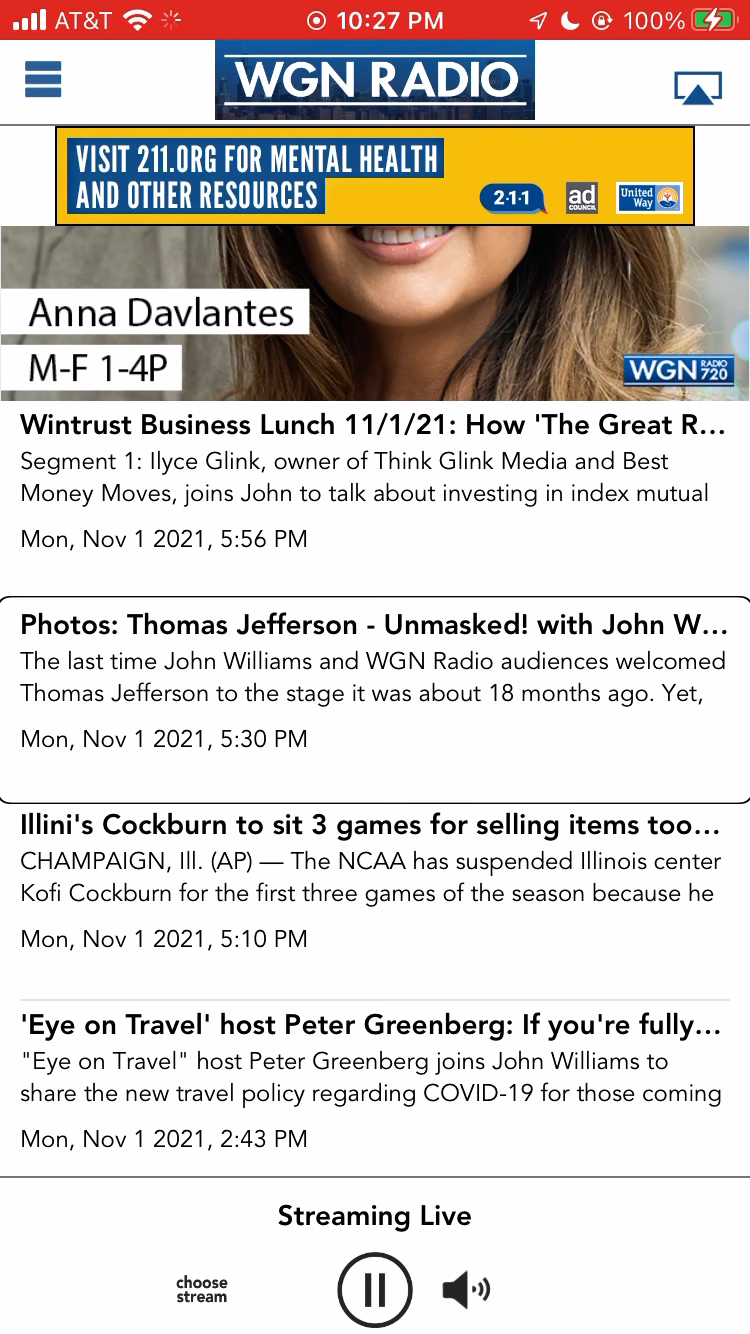 AT&T 10:27 PM 100%
WGN RADIO
VISIT 211.ORG FOR MENTAL HEALTH
AND OTHER RESOURCES
2·1·1
ad
COUNCIL
United
Way
Anna Davlantes
M-F 1-4P
WGN RADIO
720
Wintrust Business Lunch 11/1/21: How 'The Great R...
Segment 1: Ilyce Glink, owner of Think Glink Media and Best
Money Moves, joins John to talk about investing in index mutual
Mon, Nov 1 2021, 5:56 PM
Photos: Thomas Jefferson - Unmasked! with John W...
The last time John Williams and WGN Radio audiences welcomed
Thomas Jefferson to the stage it was about 18 months ago. Yet,
Mon, Nov 1 2021, 5:30 PM
Illini's Cockburn to sit 3 games for selling items too...
CHAMPAIGN, Ill. (AP) — The NCAA has suspended Illinois center
Kofi Cockburn for the first three games of the season because he
Mon, Nov 1 2021, 5:10 PM
'Eye on Travel' host Peter Greenberg: If you're fully...
"Eye on Travel" host Peter Greenberg joins John Williams to
share the new travel policy regarding COVID-19 for those coming
Mon, Nov 1 2021, 2:43 PM
Streaming Live
choose
stream